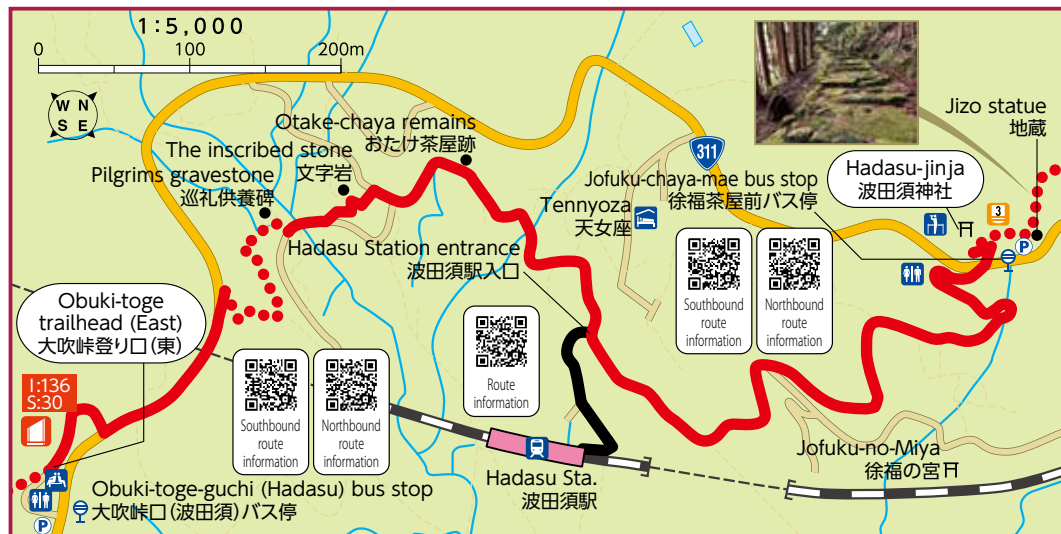 1:5,000
0
100
200m
W N
S E
Otake-chaya remains
おたけ茶屋跡
The inscribed stone
文字岩
Pilgrims gravestone
巡礼供養碑
311
Jizo statue
地蔵
Hadasu-jinja
波田須神社
3
P
Jofuku-chaya-mae bus stop
徐福茶屋前バス停
Tennyoza
天女座
Hadasu Station entrance
波田須駅入口
Southbound
route
information
Northbound
route
information
Obuki-toge
trailhead (East)
大吹峠登り口(東)
Route
information
I:136
S:30
Southbound
route
information
Northbound
route
information
Jofuku-no-Miya
徐福の宮
Hadasu Sta.
波田須駅
Obuki-toge-guchi (Hadasu) bus stop
大吹峠口(波田須)バス停
P